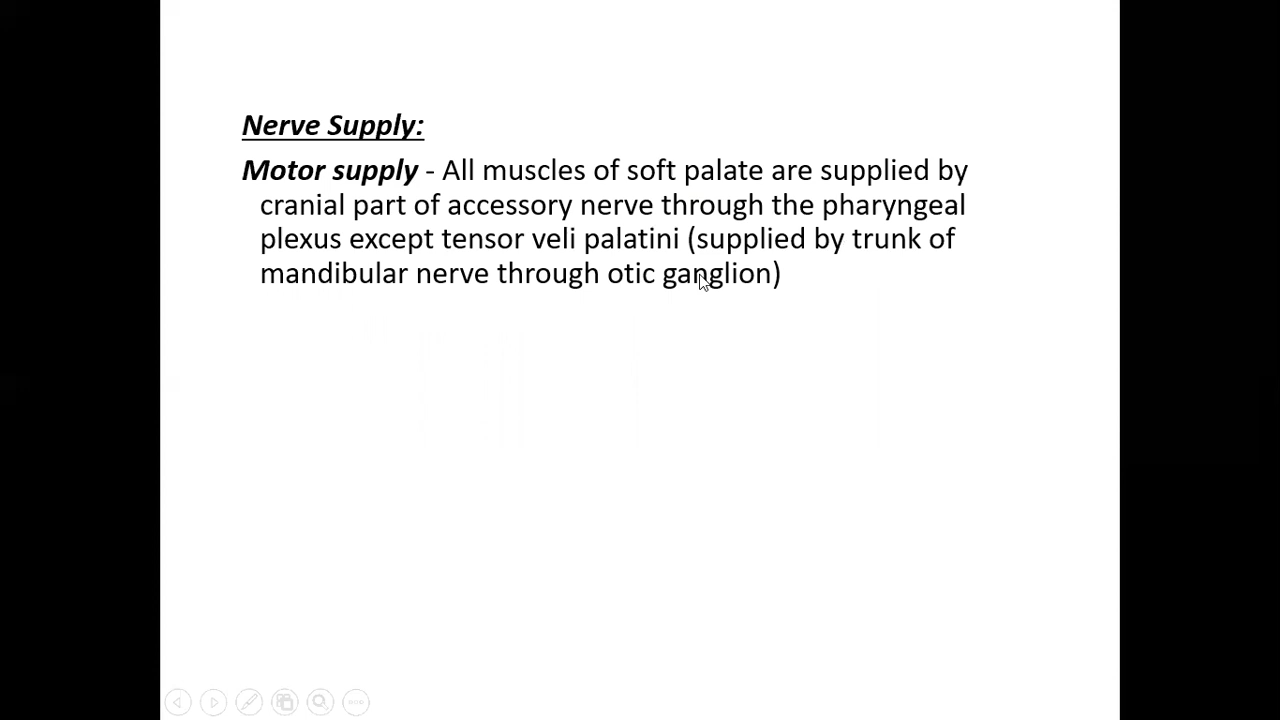 Nerve Supply:
Motor supply - All muscles of soft palate are supplied by
cranial part of accessory nerve through the pharyngeal
plexus except tensor veli palatini (supplied by trunk of
mandibular nerve through otic ganglion)